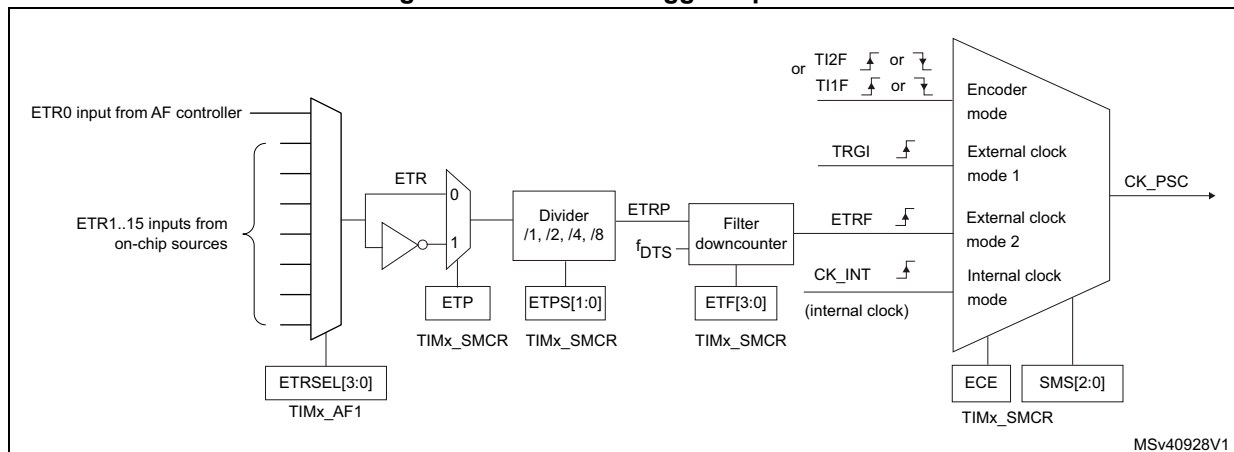 or TI2F or
TI1F or
Encoder
mode
ETR0 input from AF controller
TRGI
External clock
mode 1
CK_PSC
ETR
0
1
ETR1..15 inputs from
on-chip sources
Divider
/1, /2, /4, /8
ETRP
Filter
downcounter
fDTS
ETRF
External clock
mode 2
CK_INT
(internal clock)
Internal clock
mode
ETP
TIMx_SMCR
ETPS[1:0]
TIMx_SMCR
ETF[3:0]
TIMx_SMCR
ETRSEL[3:0]
TIMx_AF1
ECE
SMS[2:0]
TIMx_SMCR
MSv40928V1